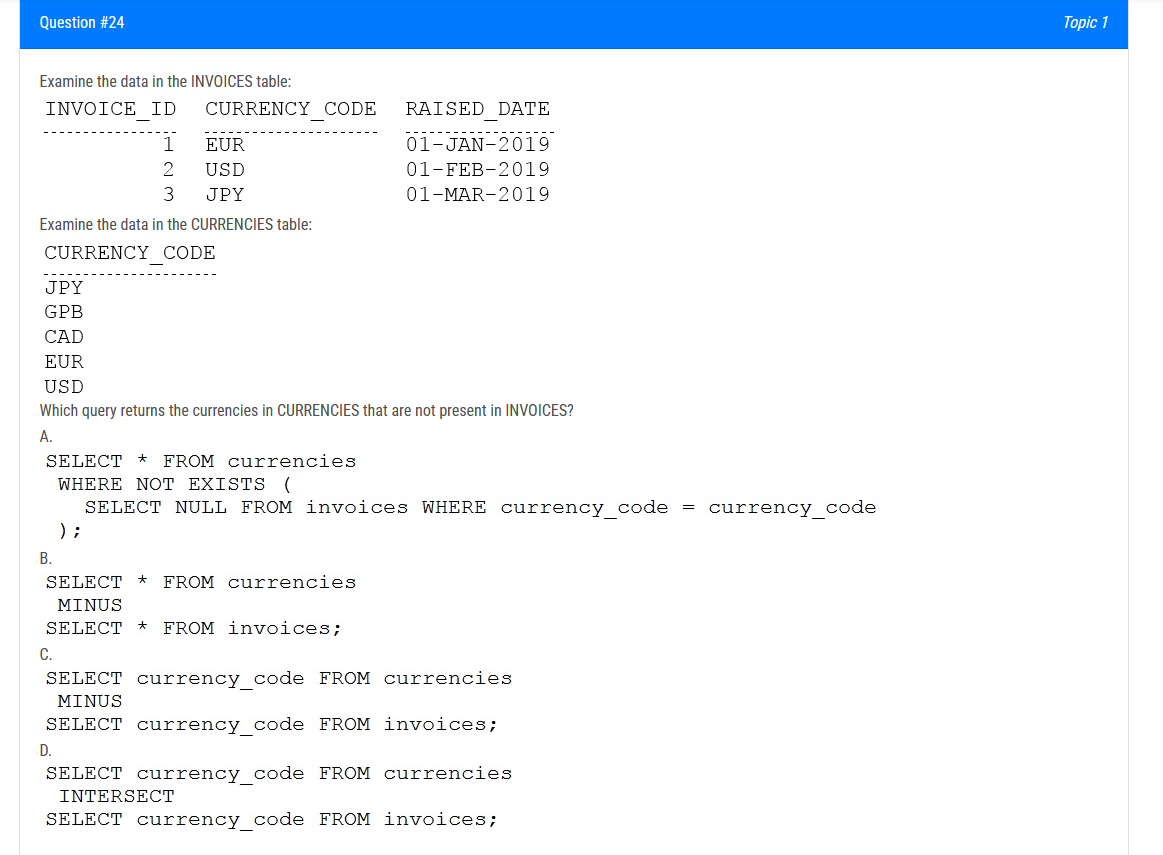 Question #24
Topic 1
Examine the data in the INVOICES table:
INVOICE_ID CURRENCY_CODE RAISED_DATE
---------------- --------------------- ------------------
1 EUR 01-JAN-2019
2 USD 01-FEB-2019
3 JPY 01-MAR-2019
Examine the data in the CURRENCIES table:
CURRENCY_CODE
---------------------
JPY
GPB
CAD
EUR
USD
Which query returns the currencies in CURRENCIES that are not present in INVOICES?
A.
SELECT * FROM currencies
WHERE NOT EXISTS (
SELECT NULL FROM invoices WHERE currency_code = currency_code
);
B.
SELECT * FROM currencies
MINUS
SELECT * FROM invoices;
C.
SELECT currency_code FROM currencies
MINUS
SELECT currency_code FROM invoices;
D.
SELECT currency_code FROM currencies
INTERSECT
SELECT currency_code FROM invoices;